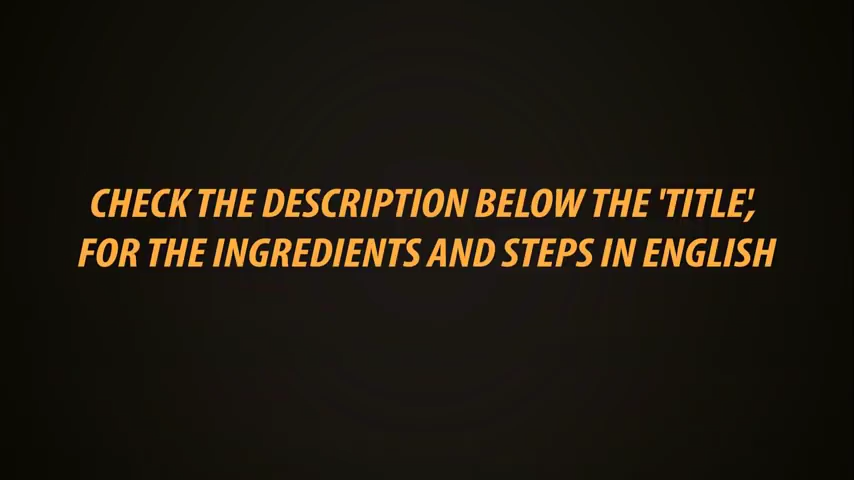 CHECK THE DESCRIPTION BELOW THE 'TITLE',
FOR THE INGREDIENTS AND STEPS IN ENGLISH